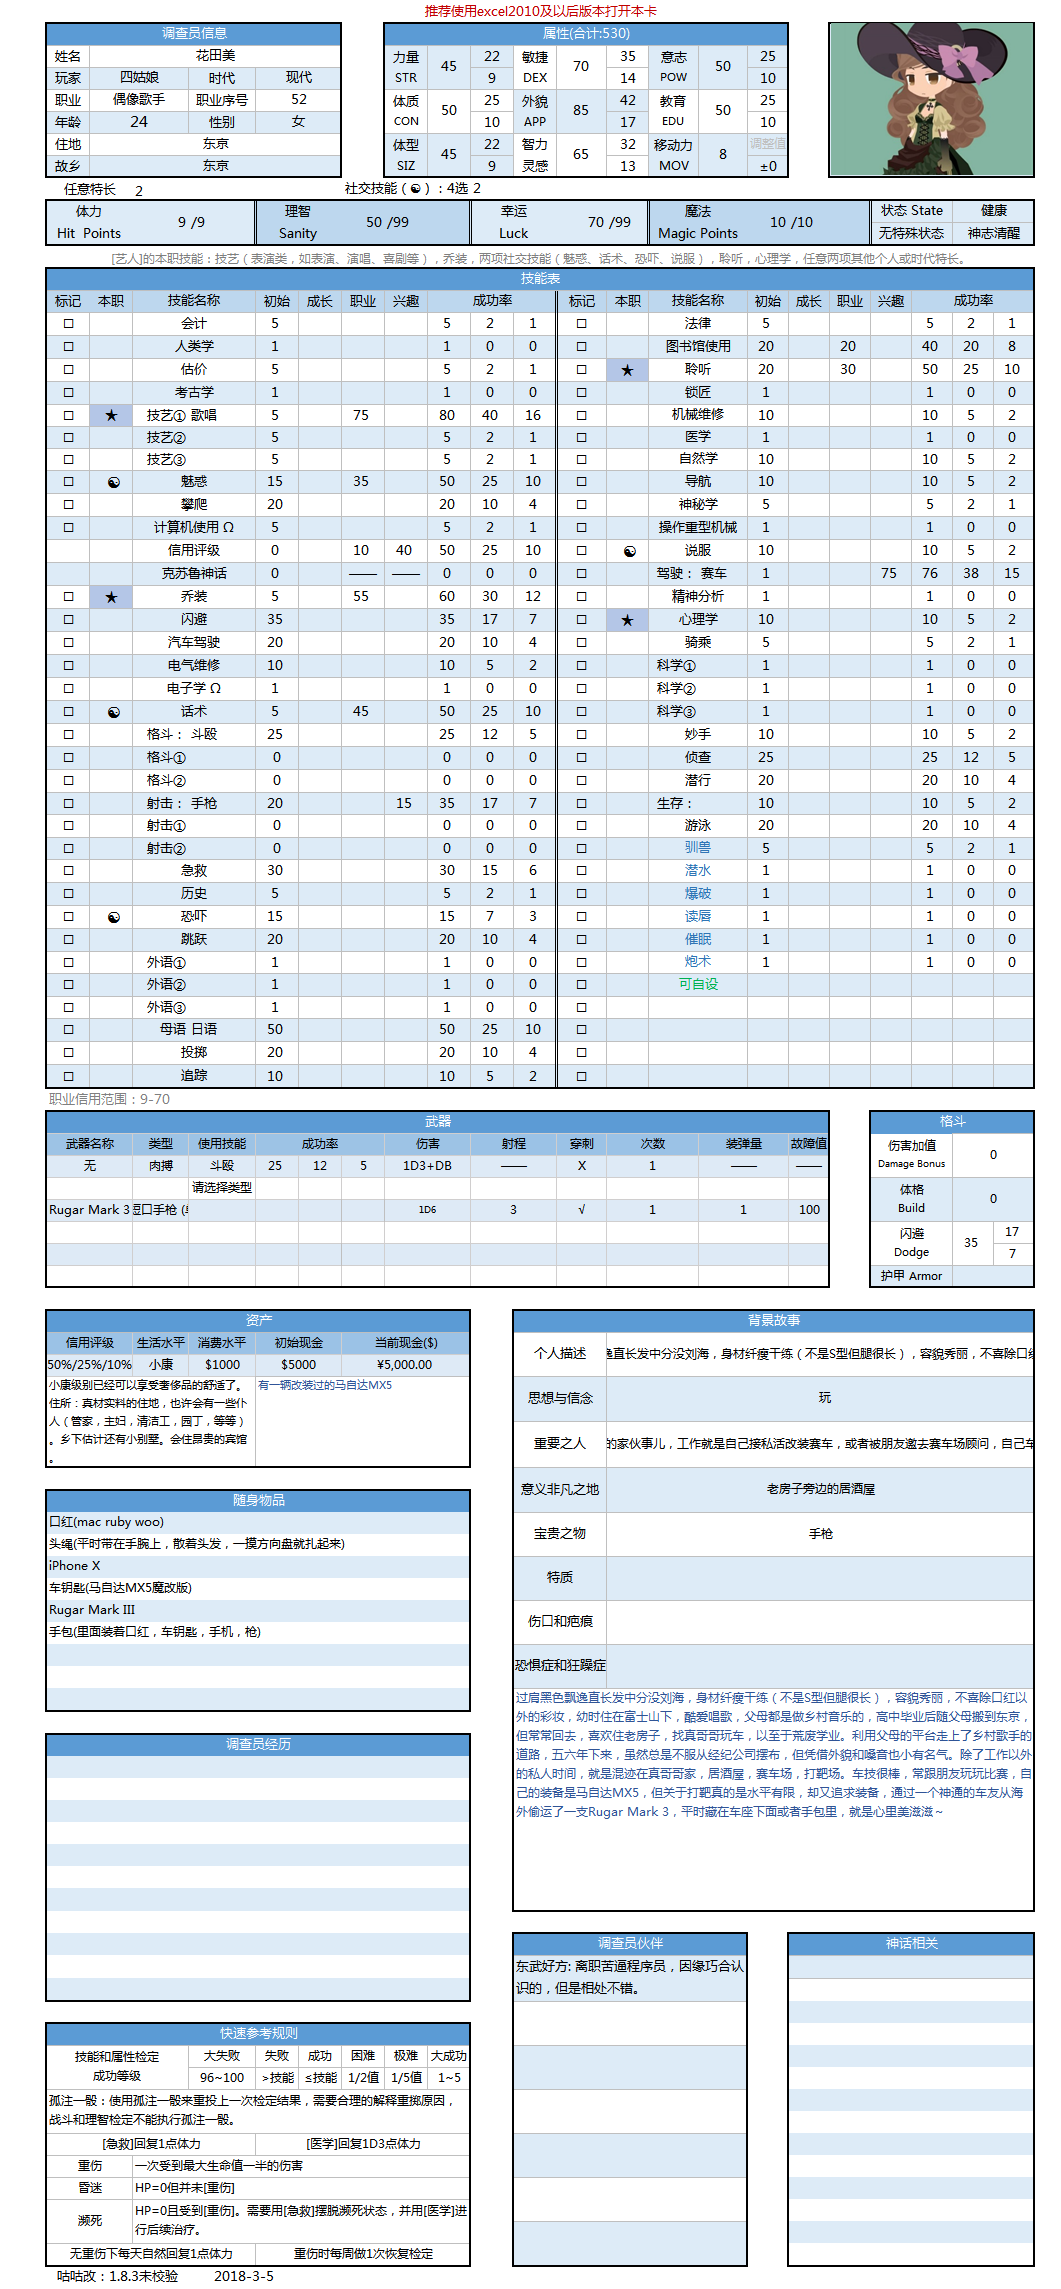 推荐使用excel2010及以后版本打开本卡
调查员信息
姓名 花田美
玩家 四姑娘 时代 现代
职业 偶像歌手 职业序号 52
年龄 24 性别 女
住地 东京
故乡 东京
属性(合计:530)
力量 STR 45 22 9 敏捷 DEX 70 35 14 意志 POW 50 25 10
体质 CON 50 25 10 外貌 APP 85 42 17 教育 EDU 50 25 10
体型 SIZ 45 22 9 智力 灵感 65 32 13 移动力 MOV 8 调整值 ±0
任意特长 2 社交技能（☯）: 4选 2
体力 Hit Points 9 /9 理智 Sanity 50 /99 幸运 Luck 70 /99 魔法 Magic Points 10 /10
状态 State 健康
无特殊状态 神志清醒
[艺人]的本职技能：技艺（表演类，如表演、演唱、喜剧等），乔装，两项社交技能（魅惑、话术、恐吓、说服），聆听，心理学，任意两项其他个人或时代特长。
技能表
标记 本职 技能名称 初始 成长 职业 兴趣 成功率 标记 本职 技能名称 初始 成长 职业 兴趣 成功率
☐ 会计 5 5 2 1 ☐ 法律 5 5 2 1
☐ 人类学 1 1 0 0 ☐ 图书馆使用 20 20 40 20 8
☐ 估价 5 5 2 1 ☐ ★ 聆听 20 30 50 25 10
☐ 考古学 1 1 0 0 ☐ 锁匠 1 1 0 0
☐ ★ 技艺① 歌唱 5 75 80 40 16 ☐ 机械维修 10 10 5 2
☐ 技艺② 5 5 2 1 ☐ 医学 1 1 0 0
☐ 技艺③ 5 5 2 1 ☐ 自然学 10 10 5 2
☐ ☯ 魅惑 15 35 50 25 10 ☐ 导航 10 10 5 2
☐ 攀爬 20 20 10 4 ☐ 神秘学 5 5 2 1
☐ 计算机使用 Ω 5 5 2 1 ☐ 操作重型机械 1 1 0 0
信用评级 0 10 40 50 25 10 ☐ ☯ 说服 10 10 5 2
克苏鲁神话 0 —— —— 0 0 0 ☐ 驾驶： 赛车 1 75 76 38 15
☐ ★ 乔装 5 55 60 30 12 ☐ 精神分析 1 1 0 0
☐ 闪避 35 35 17 7 ☐ ★ 心理学 10 10 5 2
☐ 汽车驾驶 20 20 10 4 ☐ 骑乘 5 5 2 1
☐ 电气维修 10 10 5 2 ☐ 科学① 1 1 0 0
☐ 电子学 Ω 1 1 0 0 ☐ 科学② 1 1 0 0
☐ ☯ 话术 5 45 50 25 10 ☐ 科学③ 1 1 0 0
☐ 格斗： 斗殴 25 25 12 5 ☐ 妙手 10 10 5 2
☐ 格斗① 0 0 0 0 ☐ 侦查 25 25 12 5
☐ 格斗② 0 0 0 0 ☐ 潜行 20 20 10 4
☐ 射击： 手枪 20 15 35 17 7 ☐ 生存： 10 10 5 2
☐ 射击① 0 0 0 0 ☐ 游泳 20 20 10 4
☐ 射击② 0 0 0 0 ☐ 驯兽 5 5 2 1
☐ 急救 30 30 15 6 ☐ 潜水 1 1 0 0
☐ 历史 5 5 2 1 ☐ 爆破 1 1 0 0
☐ ☯ 恐吓 15 15 7 3 ☐ 读唇 1 1 0 0
☐ 跳跃 20 20 10 4 ☐ 催眠 1 1 0 0
☐ 外语① 1 1 0 0 ☐ 炮术 1 1 0 0
☐ 外语② 1 1 0 0 ☐ 可自设
☐ 外语③ 1 1 0 0 ☐
☐ 母语 日语 50 50 25 10 ☐
☐ 投掷 20 20 10 4 ☐
☐ 追踪 10 10 5 2 ☐
职业信用范围：9-70
武器
武器名称 类型 使用技能 成功率 伤害 射程 穿刺 次数 装弹量 故障值
无 肉搏 斗殴 25 12 5 1D3+DB —— X 1 —— ——
请选择类型
Rugar Mark 3 口手枪 ( 1D6 3 √ 1 1 100
格斗
伤害加值 Damage Bonus 0
体格 Build 0
闪避 Dodge 35 17 7
护甲 Armor
资产
信用评级 生活水平 消费水平 初始现金 当前现金($)
50%/25%/10% 小康 $1000 $5000 ¥5,000.00
小康级别已经可以享受奢侈品的舒适了。
住所：真材实料的住地，也许会有一些仆
人（管家，主妇，清洁工，园丁，等等）
。乡下估计还有小别墅。会住昂贵的宾馆
。
有一辆改装过的马自达MX5
随身物品
口红(mac ruby woo)
头绳(平时带在手腕上，散着头发，一摸方向盘就扎起来)
iPhone X
车钥匙(马自达MX5魔改版)
Rugar Mark III
手包(里面装着口红，车钥匙，手机，枪)
调查员经历
背景故事
个人描述 逸直长发中分没刘海，身材纤瘦干练（不是S型但腿很长），容貌秀丽，不喜除口红
思想与信念 玩
重要之人 的家伙事儿，工作就是自己接私活改装赛车，或者被朋友邀去赛车场顾问，自己车
意义非凡之地 老房子旁边的居酒屋
宝贵之物 手枪
特质
伤口和疤痕
恐惧症和狂躁症
过肩黑色飘逸直长发中分没刘海，身材纤瘦干练（不是S型但腿很长），容貌秀丽，不喜除口红以
外的彩妆，幼时住在富士山下，酷爱唱歌，父母都是做乡村音乐的，高中毕业后随父母搬到东京，
但常常回去，喜欢住老房子，找真哥哥玩车，以至于荒废学业。利用父母的平台走上了乡村歌手的
道路，五六年下来，虽然总是不服从经纪公司摆布，但凭借外貌和嗓音也小有名气。除了工作以外
的私人时间，就是混迹在真哥哥家，居酒屋，赛车场，打靶场。车技很棒，常跟朋友玩玩比赛，自
己的装备是马自达MX5，但关于打靶真的是水平有限，却又追求装备，通过一个神通的车友从海
外偷运了一支Rugar Mark 3，平时藏在车座下面或者手包里，就是心里美滋滋～
调查员伙伴
东武好方: 离职苦逼程序员，因缘巧合认
识的，但是相处不错。
神话相关
快速参考规则
技能和属性检定 成功等级 大失败 失败 成功 困难 极难 大成功
96~100 >技能 ≤技能 1/2值 1/5值 1~5
孤注一骰：使用孤注一骰来重投上一次检定结果，需要合理的解释重掷原因，
战斗和理智检定不能执行孤注一骰。
[急救]回复1点体力 [医学]回复1D3点体力
重伤 一次受到最大生命值一半的伤害
昏迷 HP=0但并未[重伤]
濒死 HP=0且受到[重伤]。需要用[急救]摆脱濒死状态，并用[医学]进
行后续治疗。
无重伤下每天自然回复1点体力 重伤时每周做1次恢复检定
咕咕改：1.8.3未校验 2018-3-5